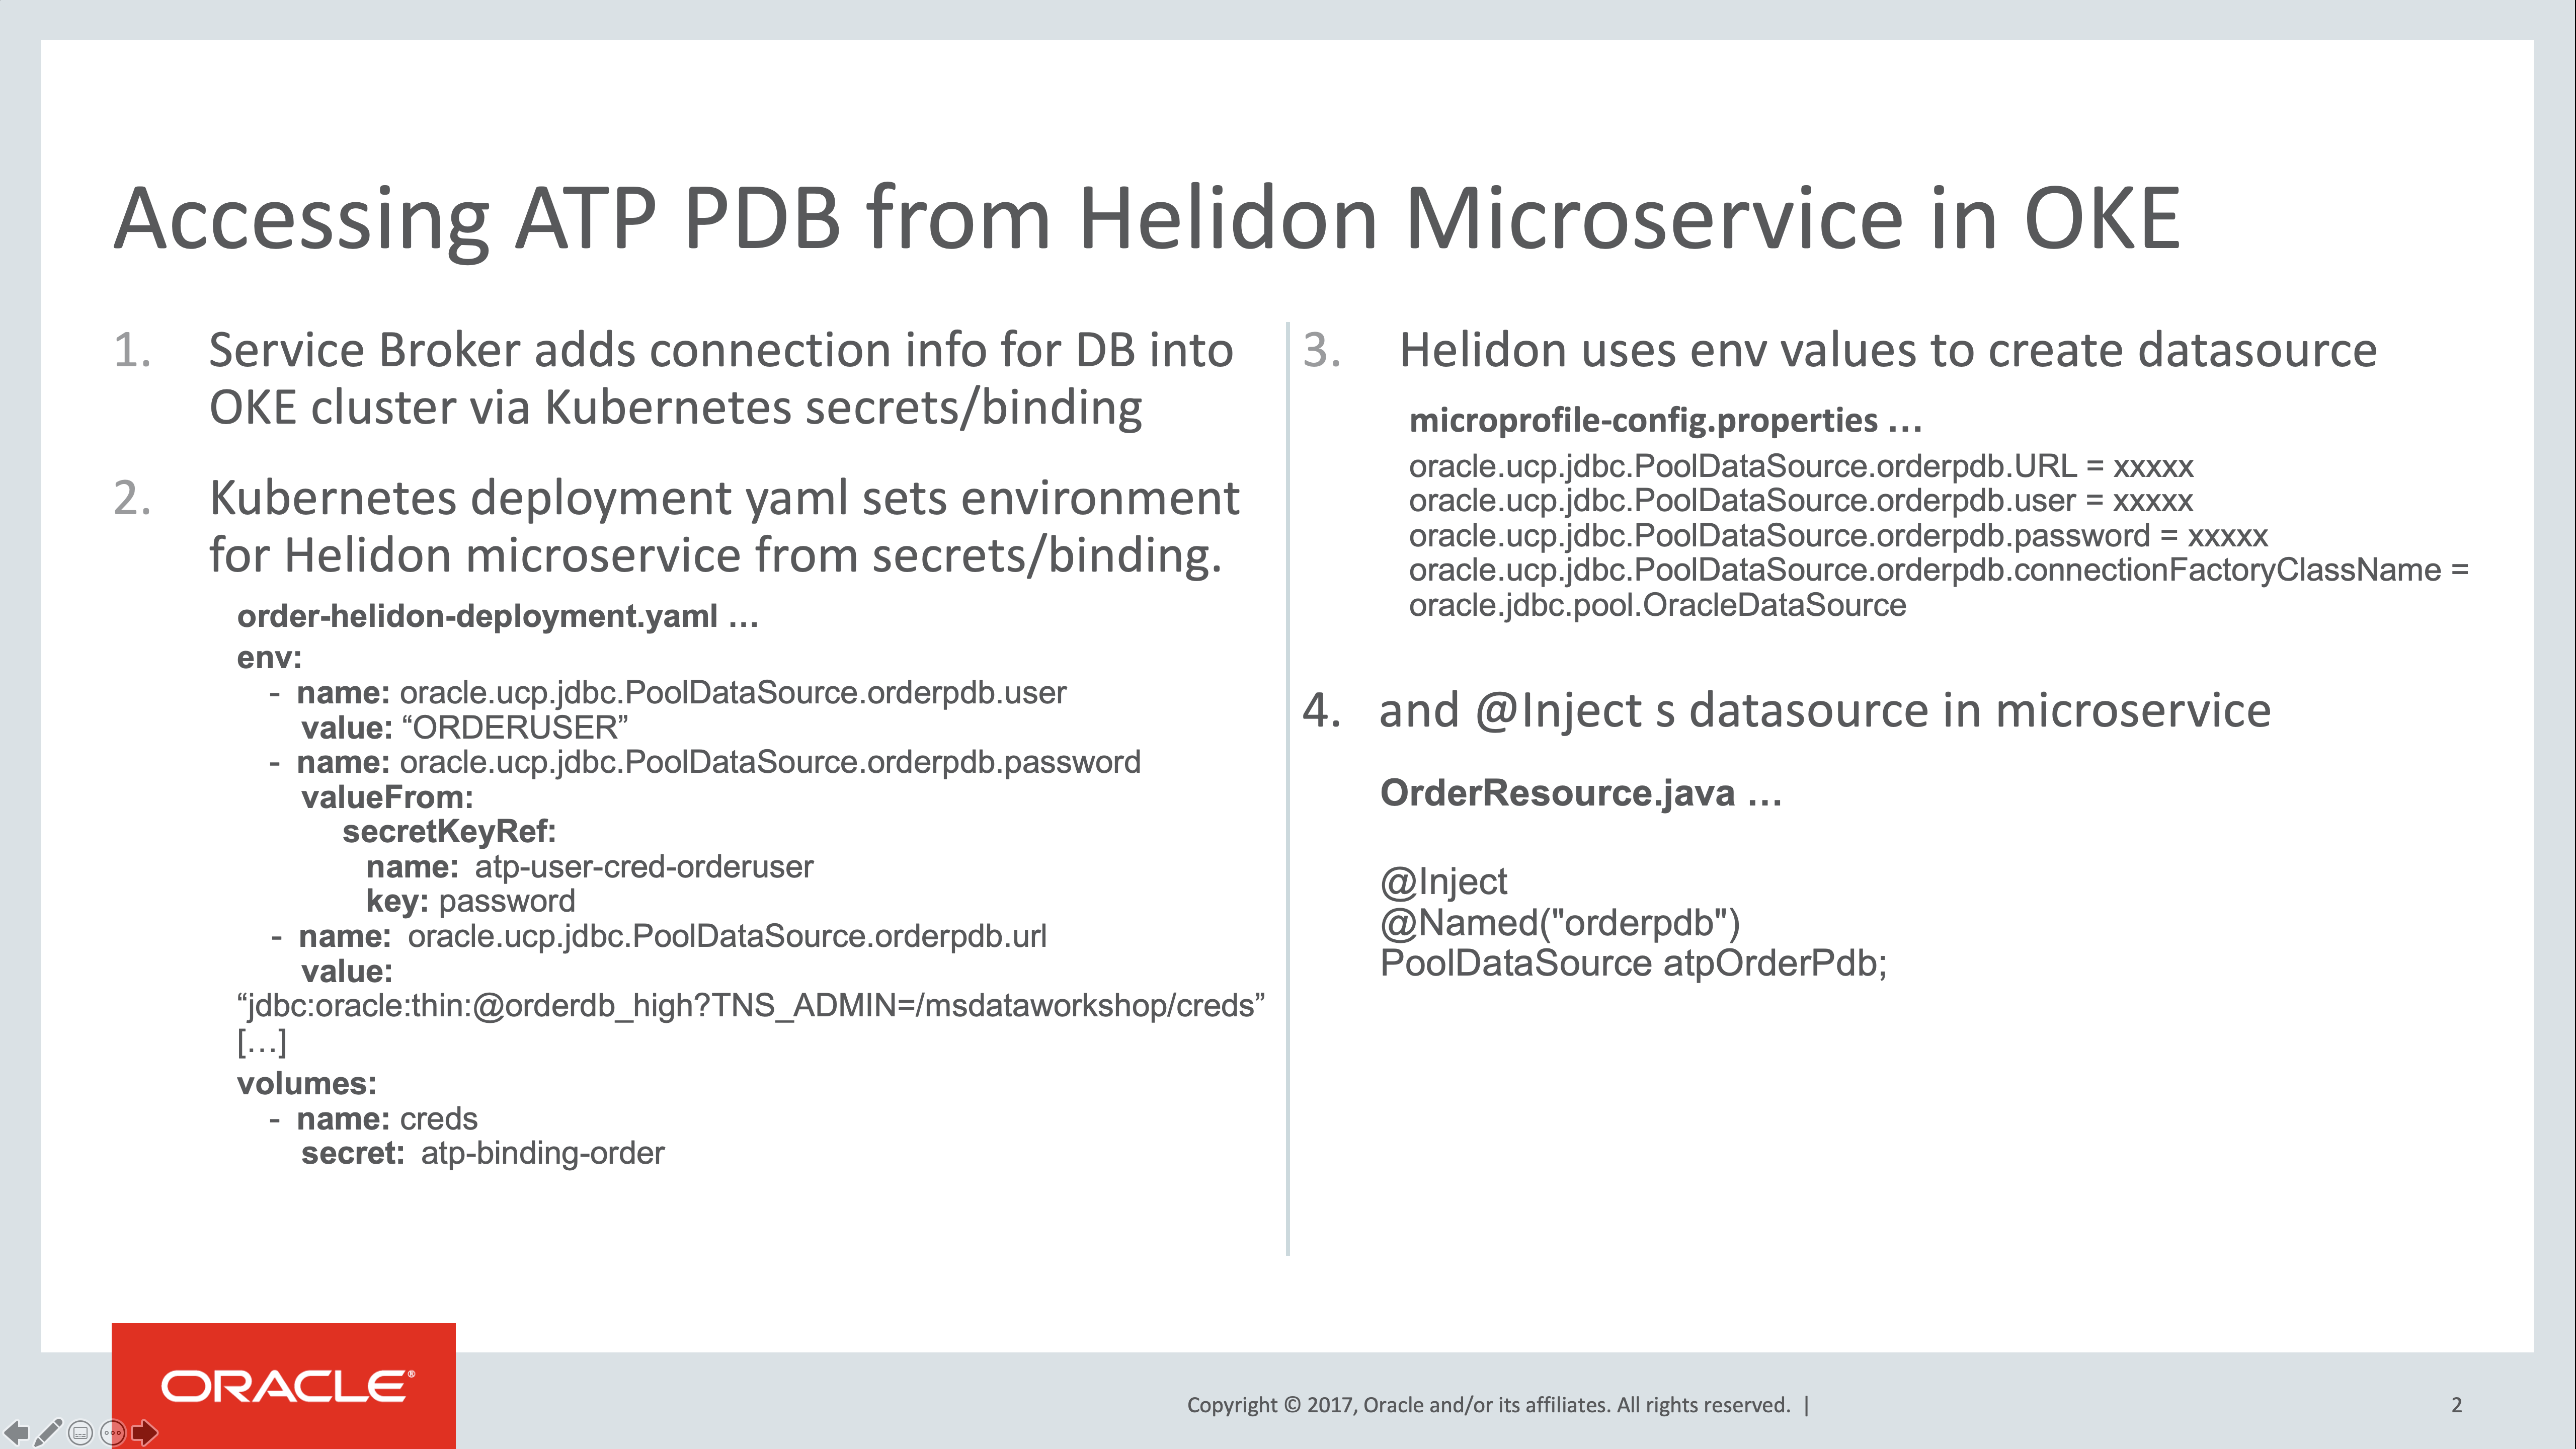 Accessing ATP PDB from Helidon Microservice in OKE
1. Service Broker adds connection info for DB into
OKE cluster via Kubernetes secrets/binding
2. Kubernetes deployment yaml sets environment
for Helidon microservice from secrets/binding.
order-helidon-deployment.yaml …
env:
- name: oracle.ucp.jdbc.PoolDataSource.orderpdb.user
value: “ORDERUSER”
- name: oracle.ucp.jdbc.PoolDataSource.orderpdb.password
valueFrom:
secretKeyRef:
name: atp-user-cred-orderuser
key: password
- name: oracle.ucp.jdbc.PoolDataSource.orderpdb.url
value:
“jdbc:oracle:thin:@orderdb_high?TNS_ADMIN=/msdataworkshop/creds”
[…]
volumes:
- name: creds
secret: atp-binding-order
3. Helidon uses env values to create datasource
microprofile-config.properties …
oracle.ucp.jdbc.PoolDataSource.orderpdb.URL = xxxxx
oracle.ucp.jdbc.PoolDataSource.orderpdb.user = xxxxx
oracle.ucp.jdbc.PoolDataSource.orderpdb.password = xxxxx
oracle.ucp.jdbc.PoolDataSource.orderpdb.connectionFactoryClassName =
oracle.jdbc.pool.OracleDataSource
4. and @Inject s datasource in microservice
OrderResource.java …
@Inject
@Named("orderpdb")
PoolDataSource atpOrderPdb;
ORACLE®
Copyright © 2017, Oracle and/or its affiliates. All rights reserved. |
2